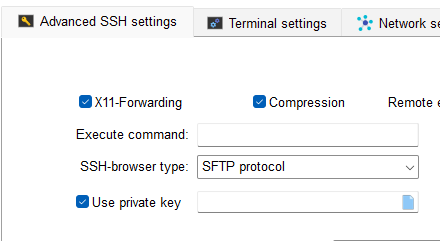 Advanced SSH settings Terminal settings Network se
X11-Forwarding Compression Remote e
Execute command:
SSH-browser type: SFTP protocol
Use private key